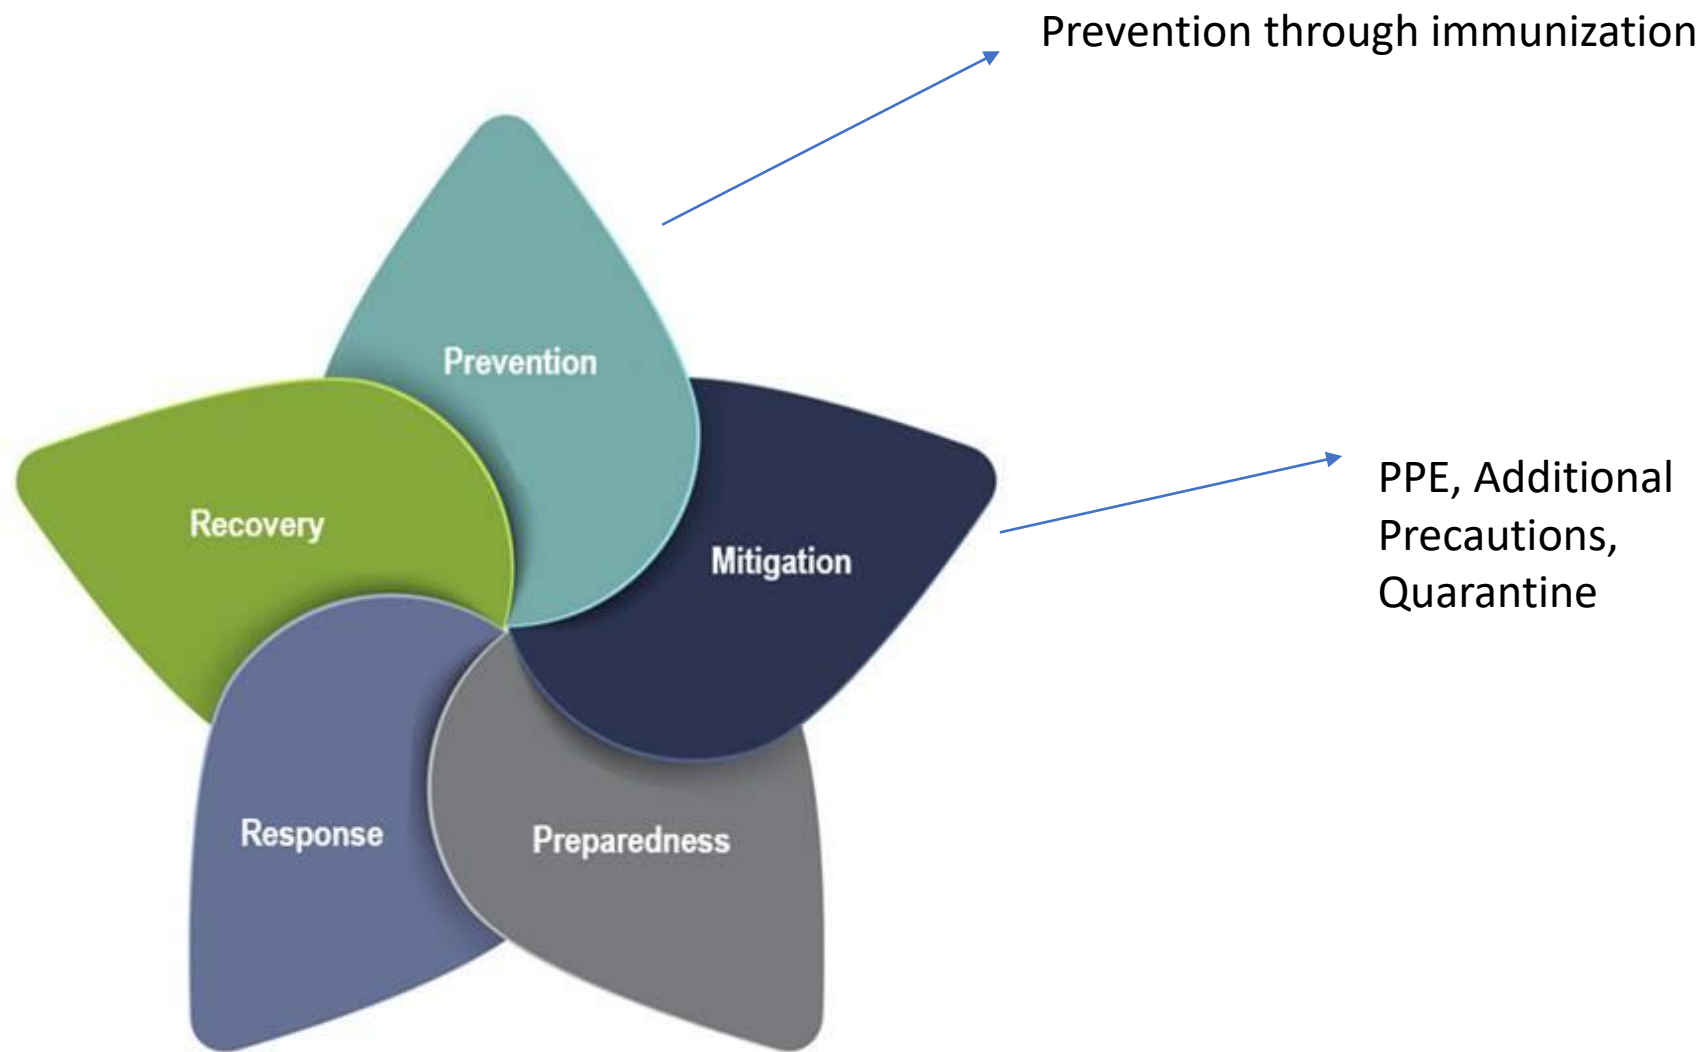 Prevention through immunization
Prevention
Recovery
Mitigation
PPE, Additional
Precautions,
Quarantine
Response
Preparedness